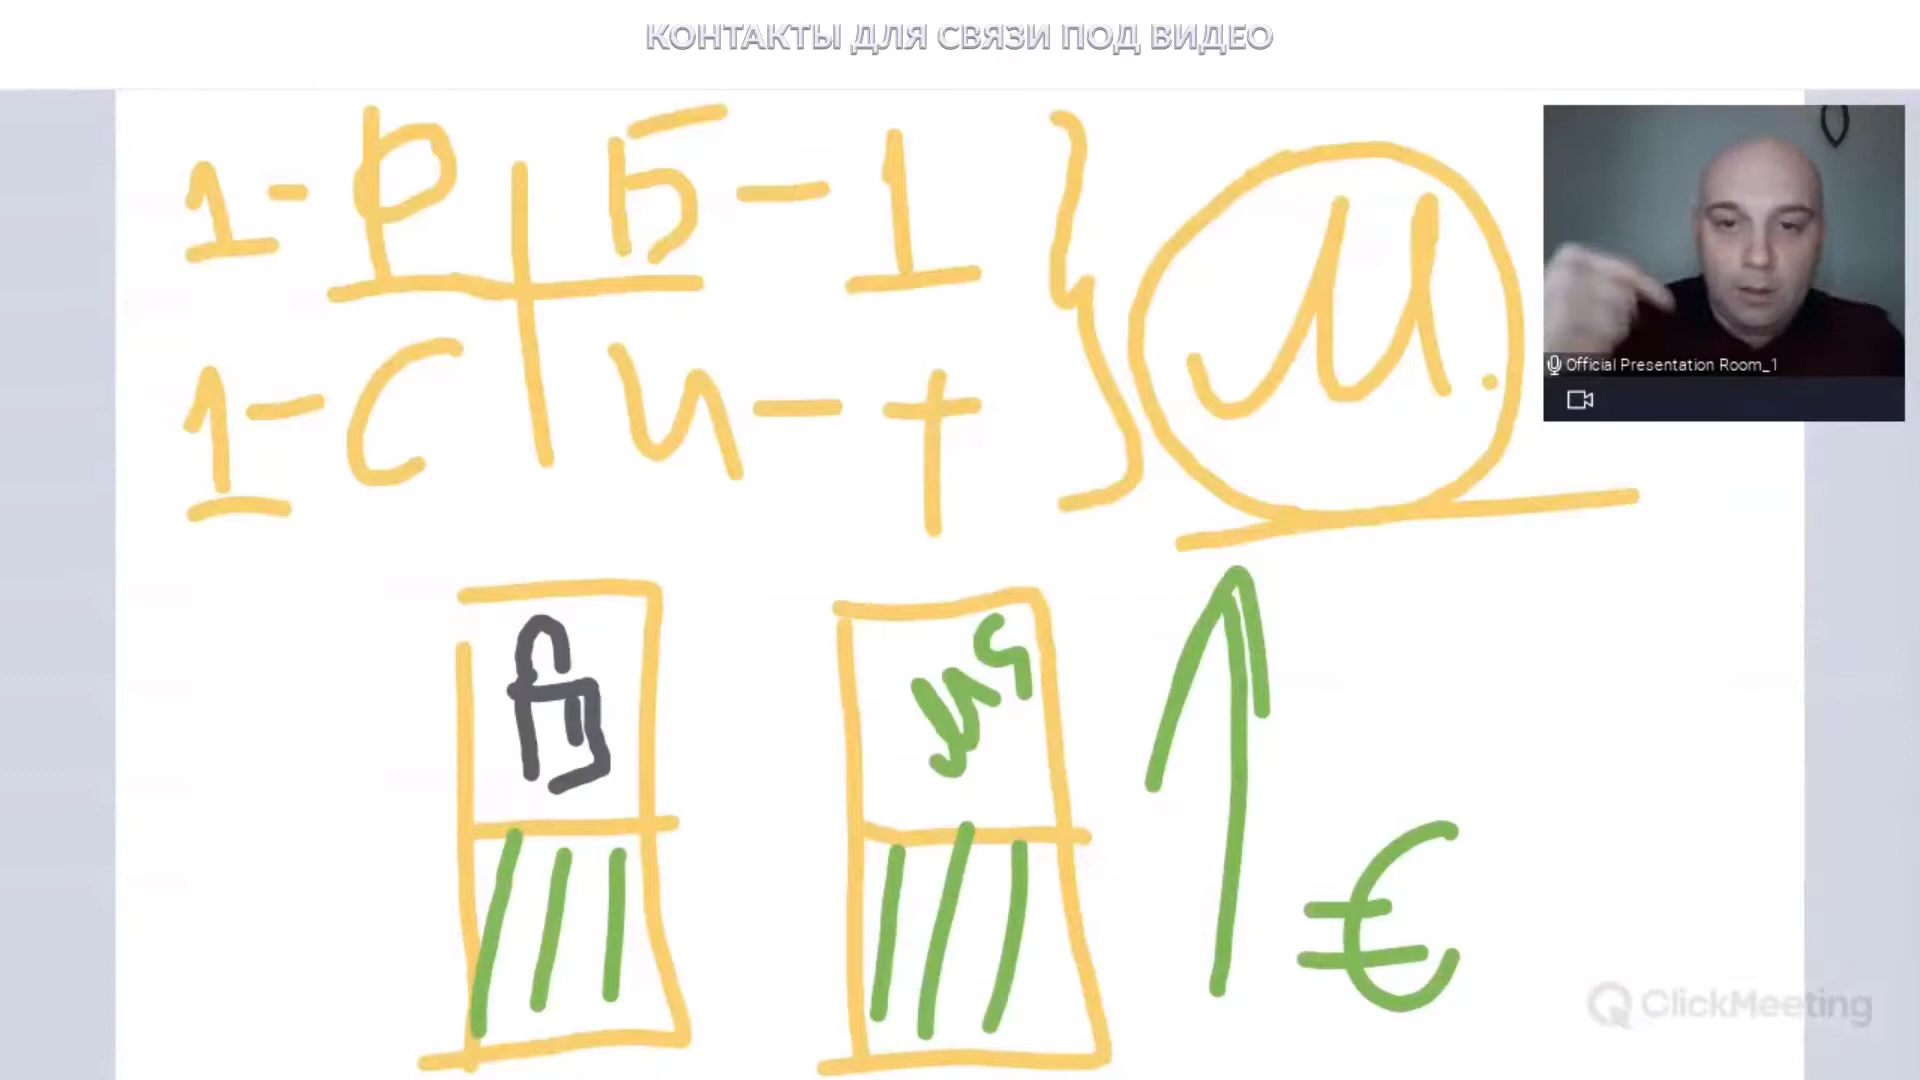 КОНТАКТЫ ДЛЯ СВЯЗИ ПОД ВИДЕО
1 - Р Б - 1
1 - С И - +
М.
Official Presentation Room_1
€
ClickMeeting